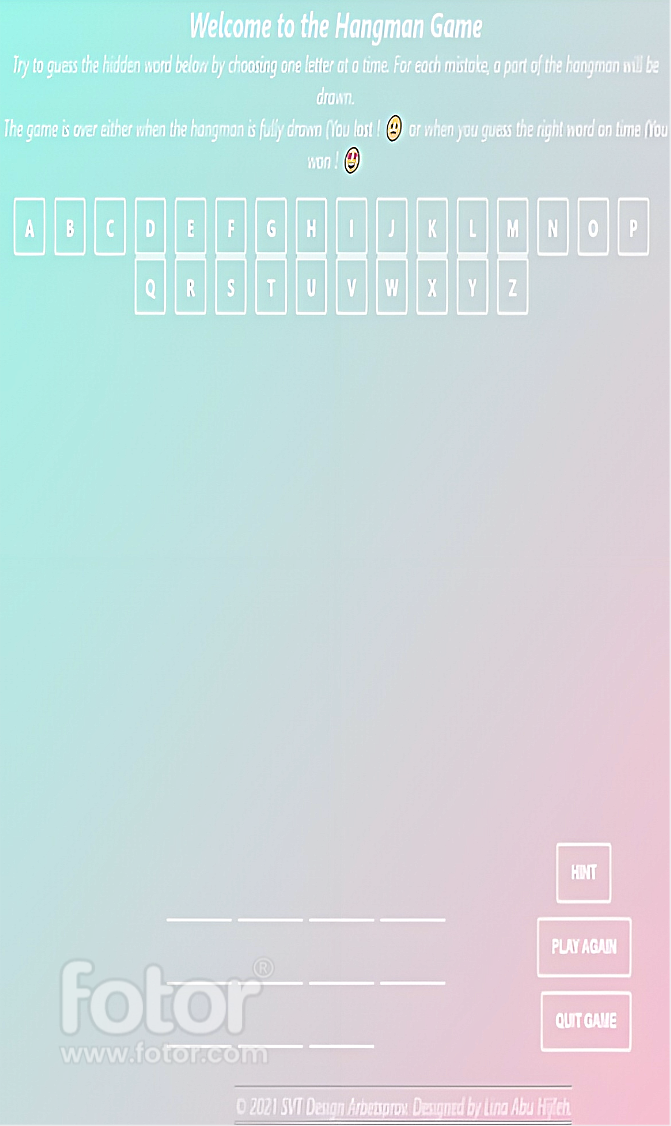 Welcome to the Hangman Game
Try to guess the hidden word below by choosing one letter at a time. For each mistake, a part of the hangman will be
drawn.
The game is over either when the hangman is fully drawn (You lost ! 😕 or when you guess the right word on time (You
won ! 😍
A B C D E F G H I J K L M N O P
Q R S T U V W X Y Z
HINT
PLAY AGAIN
QUIT GAME
fotor®
www.fotor.com
© 2021 SVT Design Arbetsprov. Designed by Lina Abu